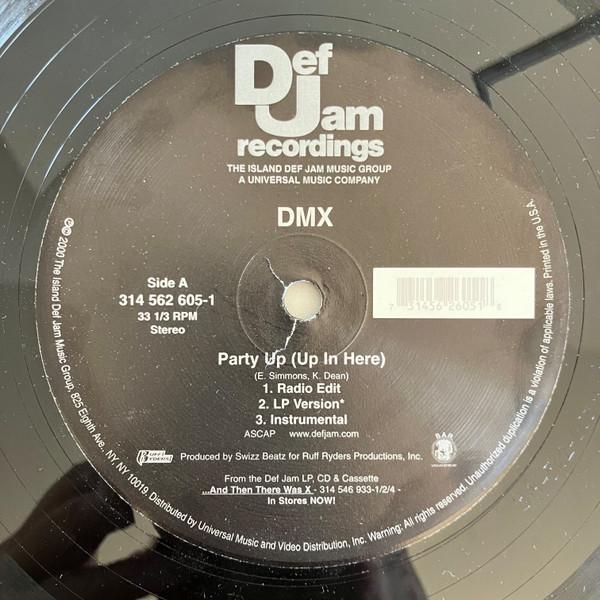 Def
Jam
recordings
THE ISLAND DEF JAM MUSIC GROUP
A UNIVERSAL MUSIC COMPANY
DMX
Side A
314 562 605-1
33 1/3 RPM
Stereo
7 31456 26051
Party Up (Up In Here)
(E. Simmons, K. Dean)
1. Radio Edit
2. LP Version*
3. Instrumental
ASCAP www.defjam.com
RUFF RYDERS
Produced by Swizz Beatz for Ruff Ryders Productions, Inc.
From the Def Jam LP, CD & Cassette
...And Then There Was X - 314 546 933-1/2/4 -
In Stores NOW!
℗© 2000 The Island Def Jam Music Group, 825 Eighth Ave., NY, NY 10019. Distributed by Universal Music and Video Distribution, Inc. Warning: All rights reserved. Unauthorized duplication is a violation of applicable laws. Printed in the U.S.A.